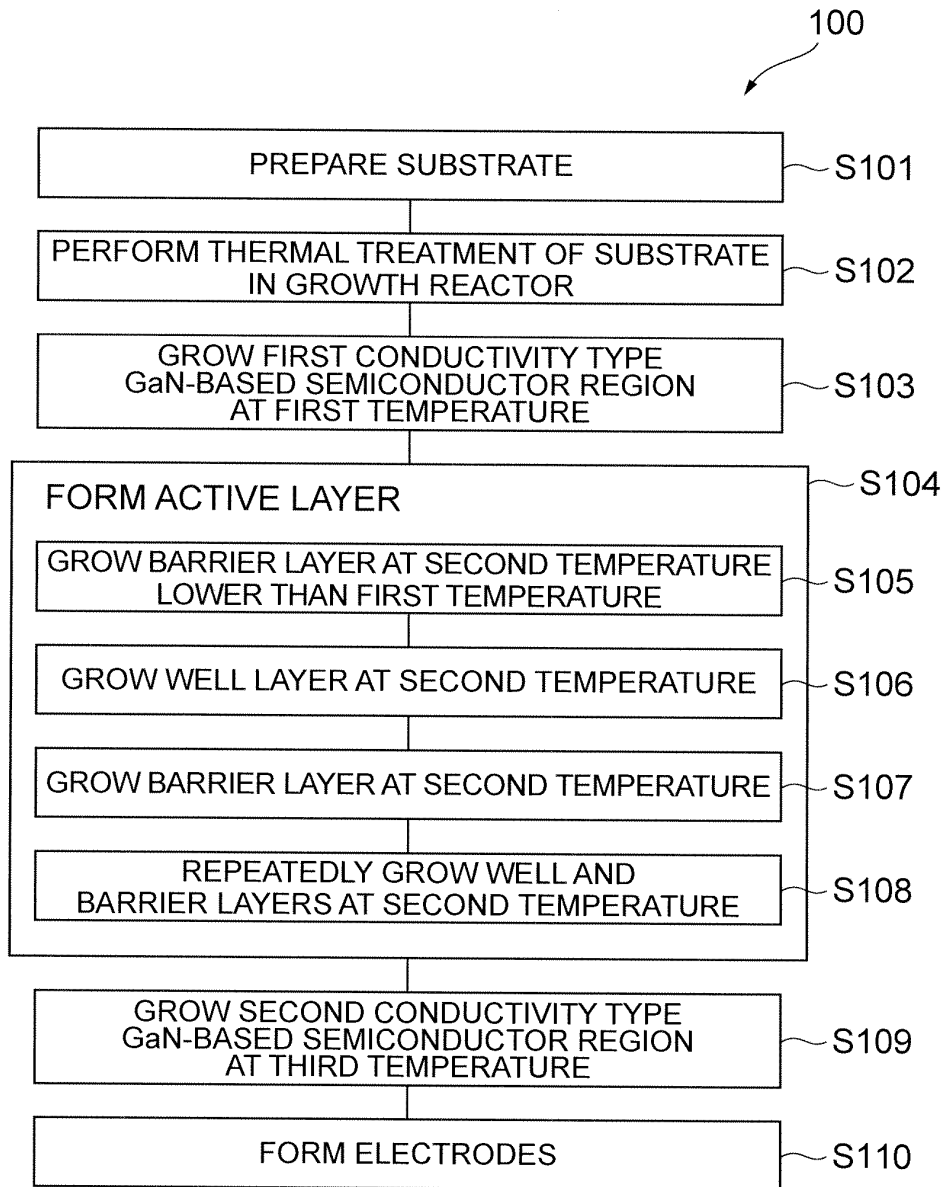 100
PREPARE SUBSTRATE
S101
PERFORM THERMAL TREATMENT OF SUBSTRATE
IN GROWTH REACTOR
S102
GROW FIRST CONDUCTIVITY TYPE
GaN-BASED SEMICONDUCTOR REGION
AT FIRST TEMPERATURE
S103
FORM ACTIVE LAYER
S104
GROW BARRIER LAYER AT SECOND TEMPERATURE
LOWER THAN FIRST TEMPERATURE
S105
GROW WELL LAYER AT SECOND TEMPERATURE
S106
GROW BARRIER LAYER AT SECOND TEMPERATURE
S107
REPEATEDLY GROW WELL AND
BARRIER LAYERS AT SECOND TEMPERATURE
S108
GROW SECOND CONDUCTIVITY TYPE
GaN-BASED SEMICONDUCTOR REGION
AT THIRD TEMPERATURE
S109
FORM ELECTRODES
S110